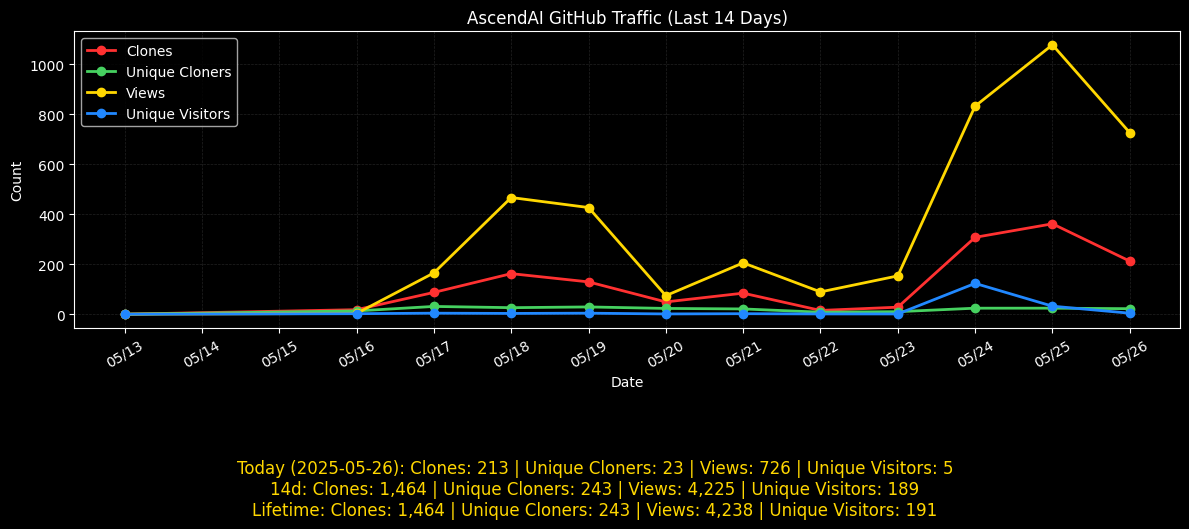 AscendAI GitHub Traffic (Last 14 Days)
Clones
Unique Cloners
Views
Unique Visitors
Count
1000
800
600
400
200
0
05/13 05/14 05/15 05/16 05/17 05/18 05/19 05/20 05/21 05/22 05/23 05/24 05/25 05/26
Date
Today (2025-05-26): Clones: 213 | Unique Cloners: 23 | Views: 726 | Unique Visitors: 5
14d: Clones: 1,464 | Unique Cloners: 243 | Views: 4,225 | Unique Visitors: 189
Lifetime: Clones: 1,464 | Unique Cloners: 243 | Views: 4,238 | Unique Visitors: 191